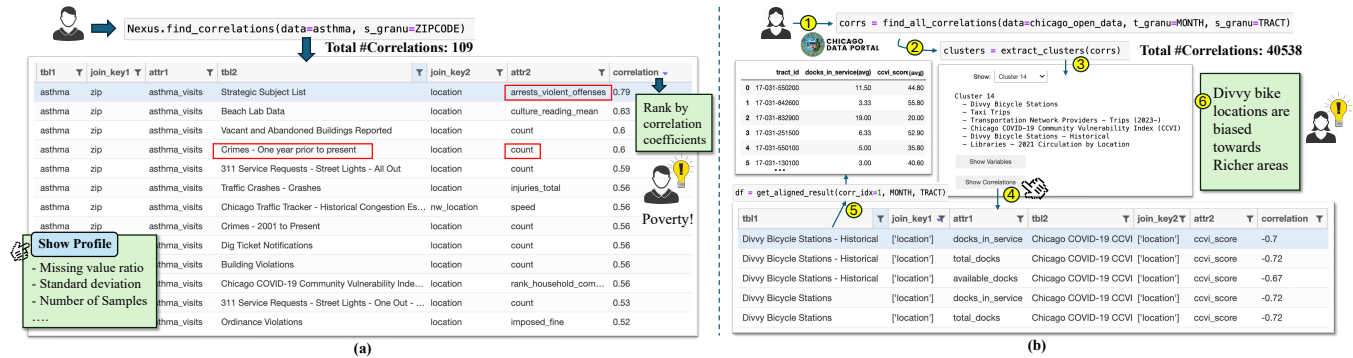 Nexus.find_correlations(data=asthma, s_granu=ZIPCODE)
Total #Correlations: 109
tbl1 join_key1 attr1 tbl2 join_key2 attr2 correlation
asthma zip asthma_visits Strategic Subject List location arrests_violent_offenses 0.79
asthma zip asthma_visits Beach Lab Data location culture_reading_mean 0.63
asthma zip asthma_visits Vacant and Abandoned Buildings Reported location count 0.6
asthma zip asthma_visits Crimes - One year prior to present location count 0.6
asthma zip asthma_visits 311 Service Requests - Street Lights - All Out location count 0.59
asthma zip asthma_visits Traffic Crashes - Crashes location injuries_total 0.56
asthma zip asthma_visits Chicago Traffic Tracker - Historical Congestion Es... nw_location speed 0.56
asthma zip asthma_visits Crimes - 2001 to Present location count 0.56
asthma_visits Dig Ticket Notifications location count 0.56
thma_visits Building Violations location count 0.56
thma_visits Chicago COVID-19 Community Vulnerability Inde... location rank_household_com... 0.56
thma_visits 311 Service Requests - Street Lights - One Out - ... location count 0.53
thma_visits Ordinance Violations location imposed_fine 0.52
Rank by
correlation
coefficients
Poverty!
Show Profile
- Missing value ratio
- Standard deviation
- Number of Samples
....
(a)
1
corrs = find_all_correlations(data=chicago_open_data, t_granu=MONTH, s_granu=TRACT)
CHICAGO
DATA PORTAL
2
clusters = extract_clusters(corrs)
Total #Correlations: 40538
3
tract_id docks_in_service(avg) ccvi_score(avg)
0 17-031-550200 11.50 44.80
1 17-031-842600 3.33 55.80
2 17-031-832900 19.00 20.00
3 17-031-251500 6.33 52.90
4 17-031-550100 5.00 35.80
5 17-031-130100 3.00 40.60
...
Show: Cluster 14
Cluster 14
- Divvy Bicycle Stations
- Taxi Trips
- Transportation Network Providers - Trips (2023-)
- Chicago COVID-19 Community Vulnerability Index (CCVI)
- Divvy Bicycle Stations - Historical
- Libraries - 2021 Circulation by Location
Show Variables
Show Correlations
4
6
Divvy bike
locations are
biased
towards
Richer areas
df = get_aligned_result(corr_idx=1, MONTH, TRACT)
5
tbl1 join_key1 attr1 tbl2 join_key2 attr2 correlation
Divvy Bicycle Stations - Historical ['location'] docks_in_service Chicago COVID-19 CCVI ['location'] ccvi_score -0.7
Divvy Bicycle Stations - Historical ['location'] total_docks Chicago COVID-19 CCVI ['location'] ccvi_score -0.72
Divvy Bicycle Stations - Historical ['location'] available_docks Chicago COVID-19 CCVI ['location'] ccvi_score -0.67
Divvy Bicycle Stations ['location'] docks_in_service Chicago COVID-19 CCVI ['location'] ccvi_score -0.72
Divvy Bicycle Stations ['location'] total_docks Chicago COVID-19 CCVI ['location'] ccvi_score -0.72
(b)